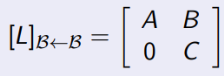 [L]𝓑←𝓑 = [ A B
0 C ]